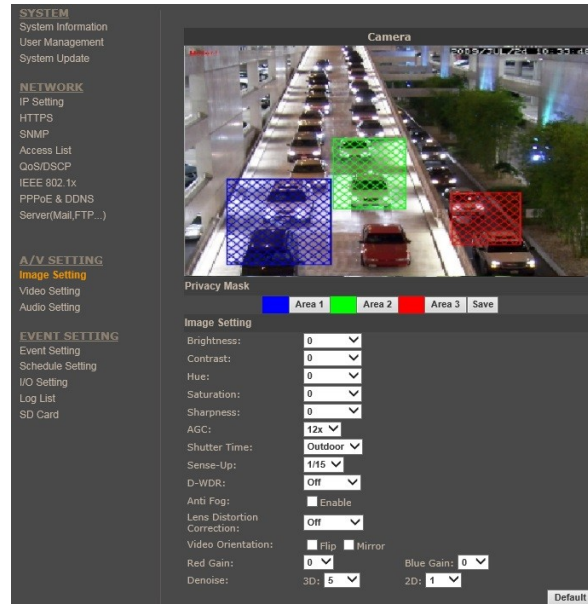 SYSTEM
System Information
User Management
System Update
NETWORK
IP Setting
HTTPS
SNMP
Access List
QoS/DSCP
IEEE 802.1x
PPPoE & DDNS
Server(Mail,FTP...)
A/V SETTING
Image Setting
Video Setting
Audio Setting
EVENT SETTING
Event Setting
Schedule Setting
I/O Setting
Log List
SD Card
Camera
Privacy Mask
Area 1 Area 2 Area 3 Save
Image Setting
Brightness: 0
Contrast: 0
Hue: 0
Saturation: 0
Sharpness: 0
AGC: 12x
Shutter Time: Outdoor
Sense-Up: 1/15
D-WDR: Off
Anti Fog: Enable
Lens Distortion
Correction: Off
Video Orientation: Flip Mirror
Red Gain: 0 Blue Gain: 0
Denoise: 3D: 5 2D: 1
Default